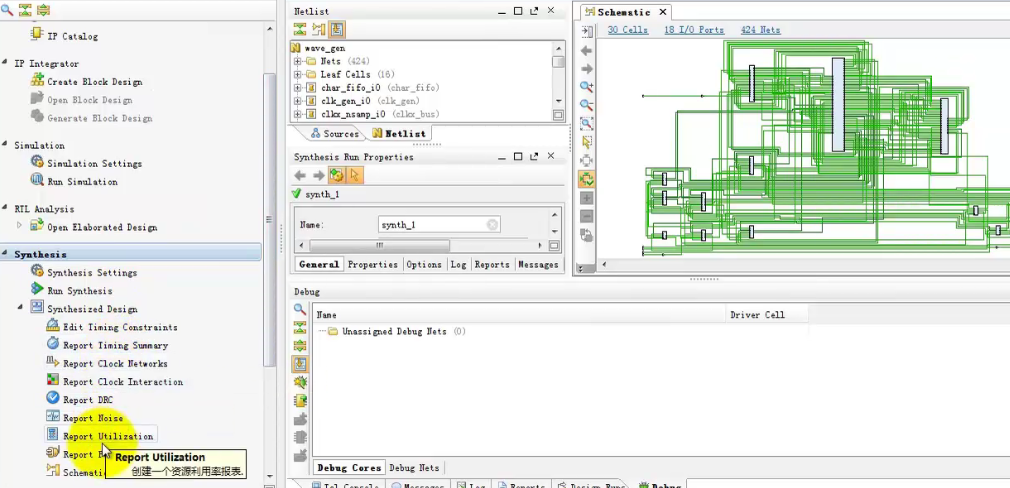 IP Catalog
IP Integrator
Create Block Design
Open Block Design
Generate Block Design
Simulation
Simulation Settings
Run Simulation
RTL Analysis
Open Elaborated Design
Synthesis
Synthesis Settings
Run Synthesis
Synthesized Design
Edit Timing Constraints
Report Timing Summary
Report Clock Networks
Report Clock Interaction
Report DRC
Report Noise
Report Utilization
Report
Schematic
Report Utilization
创建一个资源利用率报表.
Netlist
wave_gen
Nets (424)
Leaf Cells (16)
char_fifo_i0 (char_fifo)
clk_gen_i0 (clk_gen)
clkx_nsamp_i0 (clkx_bus)
Sources
Netlist
Synthesis Run Properties
synth_1
Name: synth_1
General Properties Options Log Reports Messages
Schematic
30 Cells 18 I/O Ports 424 Nets
Debug
Name Driver Cell
Unassigned Debug Nets (0)
Debug Cores Debug Nets
Tcl Console Messages Log Reports Design Runs Debug